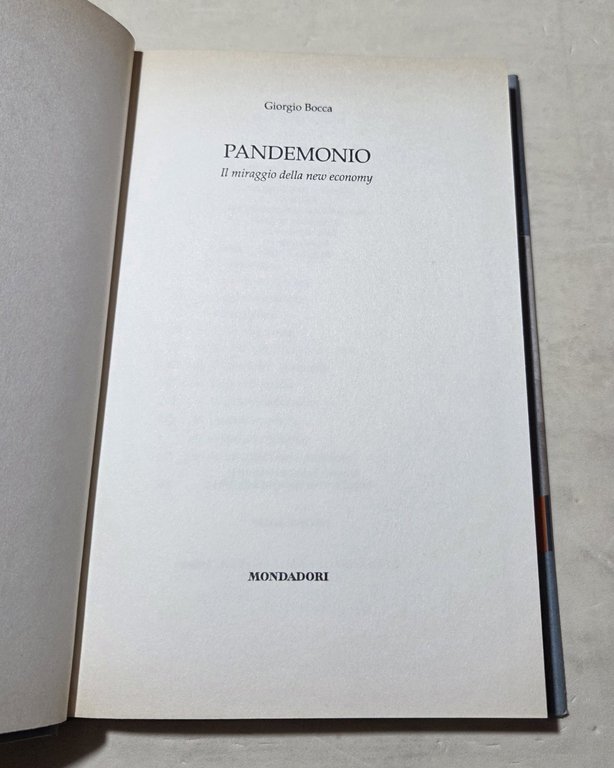 Giorgio Bocca
PANDEMONIO
Il miraggio della new economy
MONDADORI